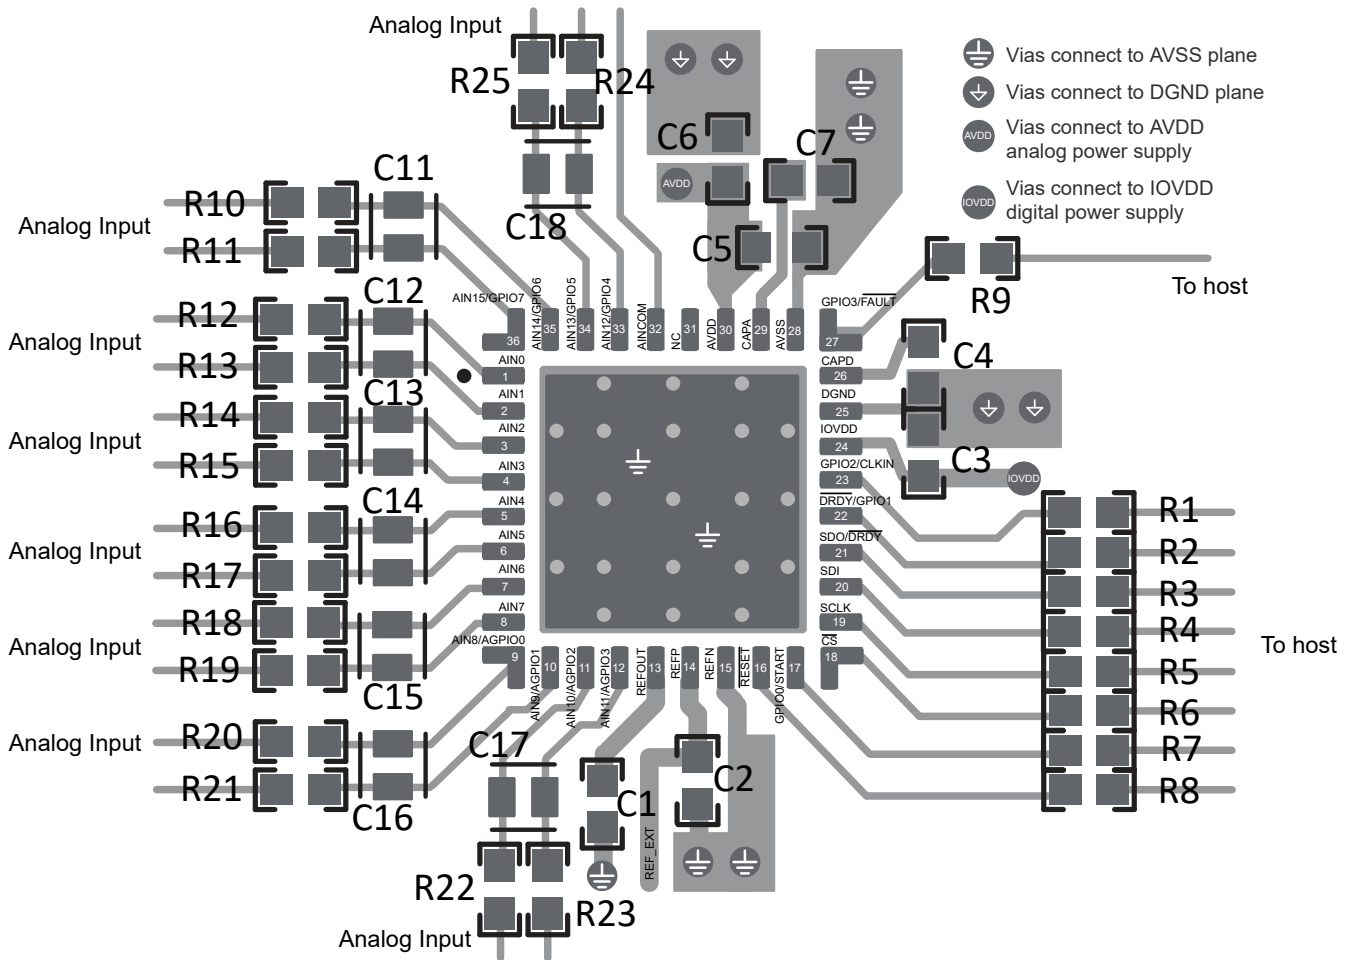 Analog Input
R25
R24
C6
C7
Vias connect to AVSS plane
Vias connect to DGND plane
AVDD
Vias connect to AVDD
analog power supply
IOVDD
Vias connect to IOVDD
digital power supply
AVDD
C11
C18
C5
R10
Analog Input
R11
R9
To host
C12
R12
Analog Input
R13
C13
R14
Analog Input
R15
C14
R16
Analog Input
R17
R18
Analog Input
R19
C15
R20
Analog Input
R21
C16
AIN15/GPIO7
36
AIN14/GPIO6
35
AIN13/GPIO5
34
AIN12/GPIO4
33
AINCOM
32
NC
31
AVDD
30
CAPA
29
AVSS
28
GPIO3/FAULT
27
AIN0
1
AIN1
2
AIN2
3
AIN3
4
AIN4
5
AIN5
6
AIN6
7
AIN7
8
AIN8/AGPIO0
9
CAPD
26
DGND
25
IOVDD
24
GPIO2/CLKIN
23
DRDY/GPIO1
22
SDO/DRDY
21
SDI
20
SCLK
19
CS
18
C4
C3
IOVDD
R1
R2
R3
R4
To host
R5
R6
R7
R8
AIN9/AGPIO1
10
AIN10/AGPIO2
11
AIN11/AGPIO3
12
REFOUT
13
REFP
14
REFN
15
RESET
16
GPIO0/START
17
C17
C1
C2
REF_EXT
R22
R23
Analog Input